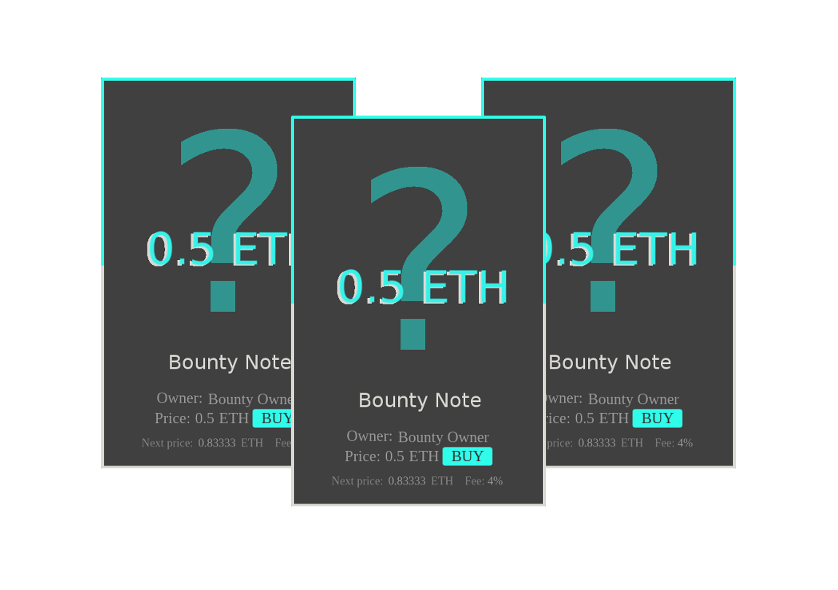 ?
0.5 ETH
Bounty Note
Owner: Bounty Owne
Price: 0.5 ETH BUY
Next price: 0.83333 ETH Fee
?
0.5 ETH
Bounty Note
Owner: Bounty Owner
Price: 0.5 ETH BUY
Next price: 0.83333 ETH Fee: 4%
?
0.5 ETH
Bounty Note
wner: Bounty Owner
ice: 0.5 ETH BUY
price: 0.83333 ETH Fee: 4%